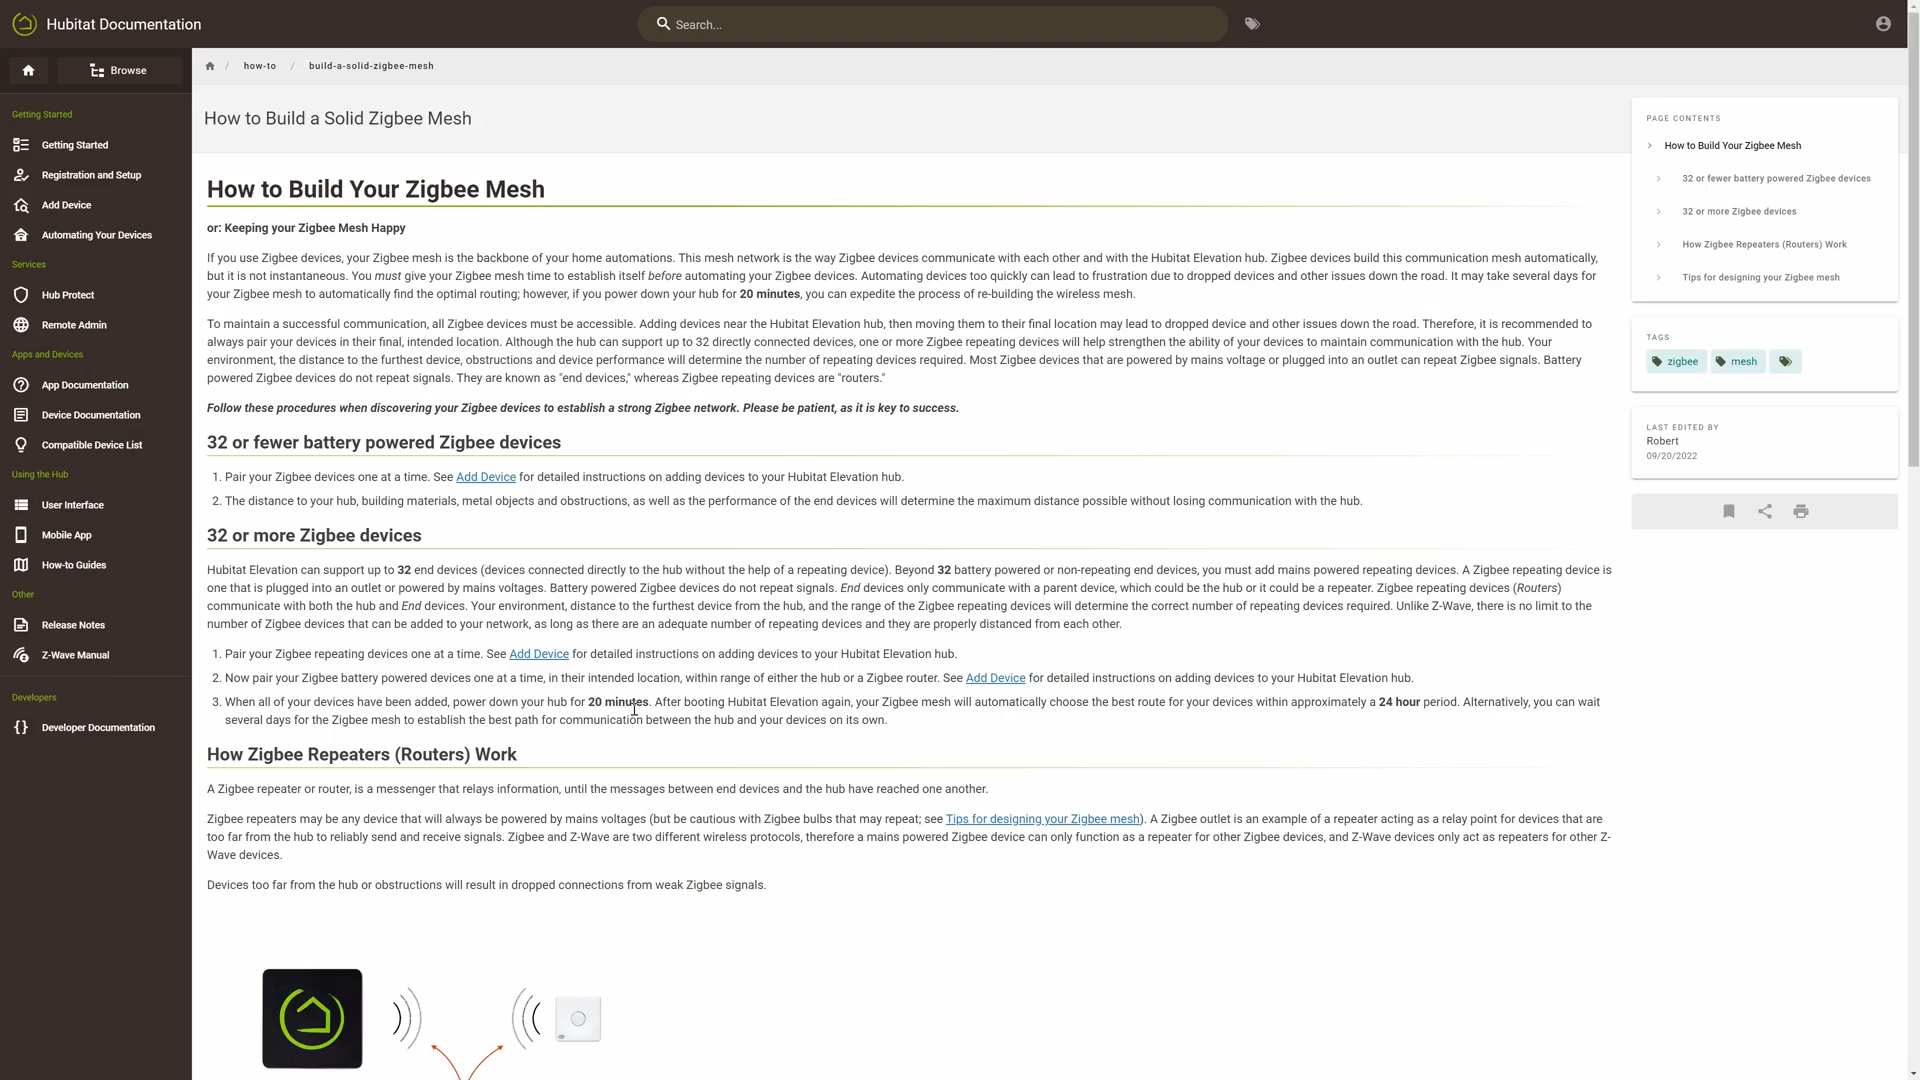 Hubitat Documentation
Search...
Browse
how-to / build-a-solid-zigbee-mesh
Getting Started
Getting Started
Registration and Setup
Add Device
Automating Your Devices
Services
Hub Protect
Remote Admin
Apps and Devices
App Documentation
Device Documentation
Compatible Device List
Using the Hub
User Interface
Mobile App
How-to Guides
Other
Release Notes
Z-Wave Manual
Developers
Developer Documentation
How to Build a Solid Zigbee Mesh
How to Build Your Zigbee Mesh
or: Keeping your Zigbee Mesh Happy
If you use Zigbee devices, your Zigbee mesh is the backbone of your home automations. This mesh network is the way Zigbee devices communicate with each other and with the Hubitat Elevation hub. Zigbee devices build this communication mesh automatically,
but it is not instantaneous. You must give your Zigbee mesh time to establish itself before automating your Zigbee devices. Automating devices too quickly can lead to frustration due to dropped devices and other issues down the road. It may take several days for
your Zigbee mesh to automatically find the optimal routing; however, if you power down your hub for 20 minutes, you can expedite the process of re-building the wireless mesh.
To maintain a successful communication, all Zigbee devices must be accessible. Adding devices near the Hubitat Elevation hub, then moving them to their final location may lead to dropped device and other issues down the road. Therefore, it is recommended to
always pair your devices in their final, intended location. Although the hub can support up to 32 directly connected devices, one or more Zigbee repeating devices will help strengthen the ability of your devices to maintain communication with the hub. Your
environment, the distance to the furthest device, obstructions and device performance will determine the number of repeating devices required. Most Zigbee devices that are powered by mains voltage or plugged into an outlet can repeat Zigbee signals. Battery
powered Zigbee devices do not repeat signals. They are known as "end devices," whereas Zigbee repeating devices are "routers."
Follow these procedures when discovering your Zigbee devices to establish a strong Zigbee network. Please be patient, as it is key to success.
32 or fewer battery powered Zigbee devices
1. Pair your Zigbee devices one at a time. See Add Device for detailed instructions on adding devices to your Hubitat Elevation hub.
2. The distance to your hub, building materials, metal objects and obstructions, as well as the performance of the end devices will determine the maximum distance possible without losing communication with the hub.
32 or more Zigbee devices
Hubitat Elevation can support up to 32 end devices (devices connected directly to the hub without the help of a repeating device). Beyond 32 battery powered or non-repeating end devices, you must add mains powered repeating devices. A Zigbee repeating device is
one that is plugged into an outlet or powered by mains voltages. Battery powered Zigbee devices do not repeat signals. End devices only communicate with a parent device, which could be the hub or it could be a repeater. Zigbee repeating devices (Routers)
communicate with both the hub and End devices. Your environment, distance to the furthest device from the hub, and the range of the Zigbee repeating devices will determine the correct number of repeating devices required. Unlike Z-Wave, there is no limit to the
number of Zigbee devices that can be added to your network, as long as there are an adequate number of repeating devices and they are properly distanced from each other.
1. Pair your Zigbee repeating devices one at a time. See Add Device for detailed instructions on adding devices to your Hubitat Elevation hub.
2. Now pair your Zigbee battery powered devices one at a time, in their intended location, within range of either the hub or a Zigbee router. See Add Device for detailed instructions on adding devices to your Hubitat Elevation hub.
3. When all of your devices have been added, power down your hub for 20 minutes. After booting Hubitat Elevation again, your Zigbee mesh will automatically choose the best route for your devices within approximately a 24 hour period. Alternatively, you can wait
several days for the Zigbee mesh to establish the best path for communication between the hub and your devices on its own.
How Zigbee Repeaters (Routers) Work
A Zigbee repeater or router, is a messenger that relays information, until the messages between end devices and the hub have reached one another.
Zigbee repeaters may be any device that will always be powered by mains voltages (but be cautious with Zigbee bulbs that may repeat; see Tips for designing your Zigbee mesh). A Zigbee outlet is an example of a repeater acting as a relay point for devices that are
too far from the hub to reliably send and receive signals. Zigbee and Z-Wave are two different wireless protocols, therefore a mains powered Zigbee device can only function as a repeater for other Zigbee devices, and Z-Wave devices only act as repeaters for other Z-
Wave devices.
Devices too far from the hub or obstructions will result in dropped connections from weak Zigbee signals.
PAGE CONTENTS
How to Build Your Zigbee Mesh
32 or fewer battery powered Zigbee devices
32 or more Zigbee devices
How Zigbee Repeaters (Routers) Work
Tips for designing your Zigbee mesh
TAGS
zigbee
mesh
LAST EDITED BY
Robert
09/20/2022